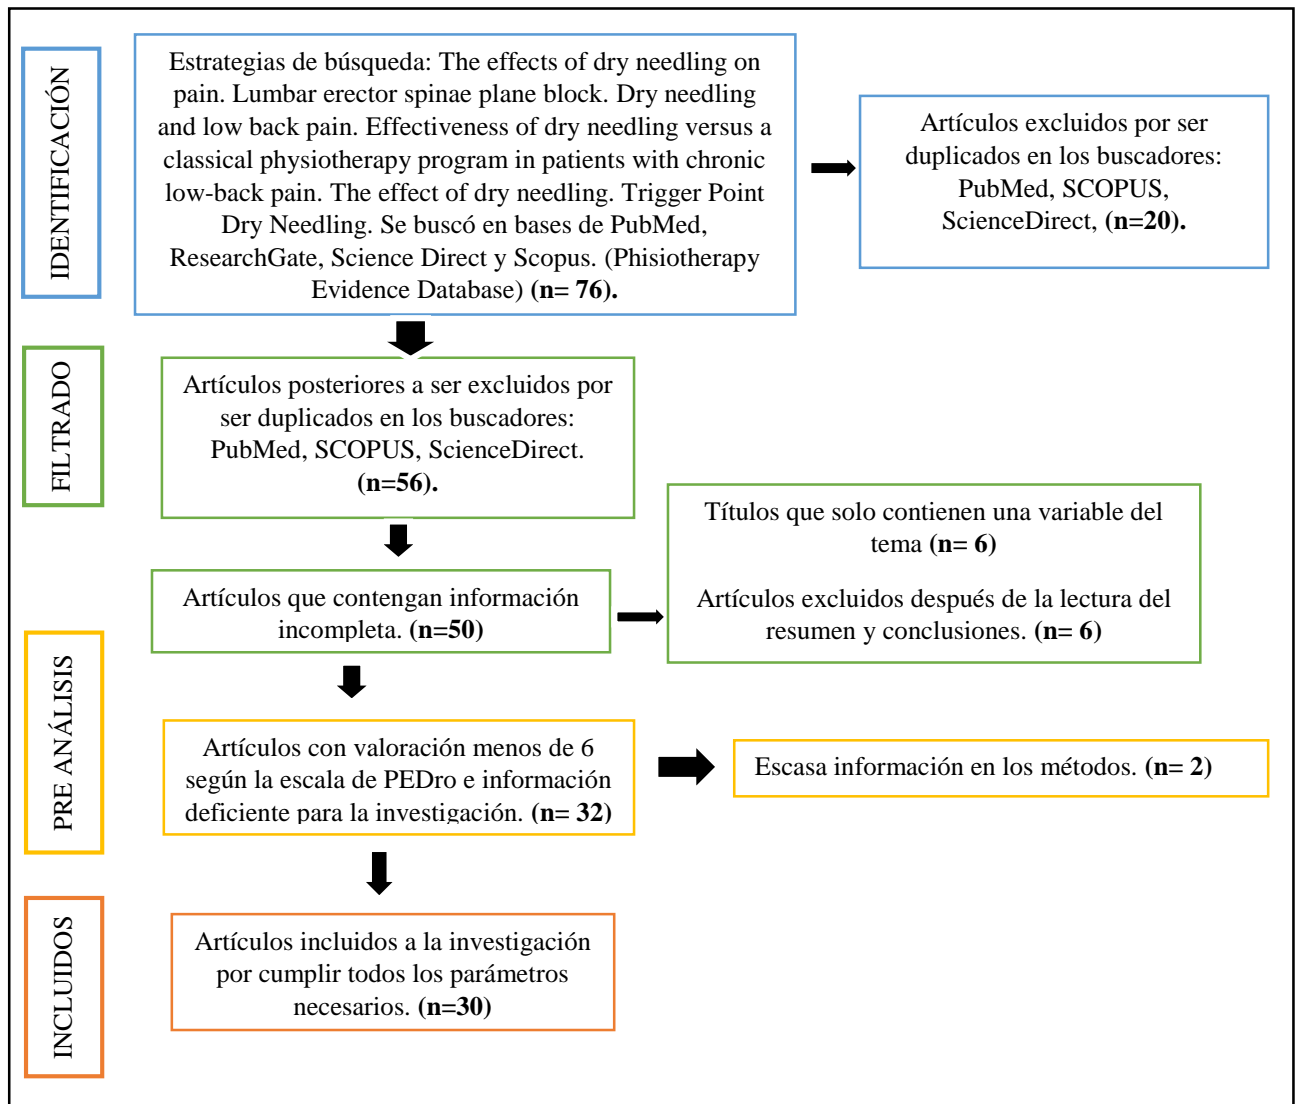 IDENTIFICACIÓN
Estrategias de búsqueda: The effects of dry needling on
pain. Lumbar erector spinae plane block. Dry needling
and low back pain. Effectiveness of dry needling versus a
classical physiotherapy program in patients with chronic
low-back pain. The effect of dry needling. Trigger Point
Dry Needling. Se buscó en bases de PubMed,
ResearchGate, Science Direct y Scopus. (Phisiotherapy
Evidence Database) (n= 76).
Artículos excluidos por ser
duplicados en los buscadores:
PubMed, SCOPUS,
ScienceDirect, (n=20).
FILTRADO
Artículos posteriores a ser excluidos por
ser duplicados en los buscadores:
PubMed, SCOPUS, ScienceDirect.
(n=56).
Títulos que solo contienen una variable del
tema (n= 6)
Artículos excluidos después de la lectura del
resumen y conclusiones. (n= 6)
Artículos que contengan información
incompleta. (n=50)
PRE ANÁLISIS
Artículos con valoración menos de 6
según la escala de PEDro e información
deficiente para la investigación. (n= 32)
Escasa información en los métodos. (n= 2)
INCLUIDOS
Artículos incluidos a la investigación
por cumplir todos los parámetros
necesarios. (n=30)